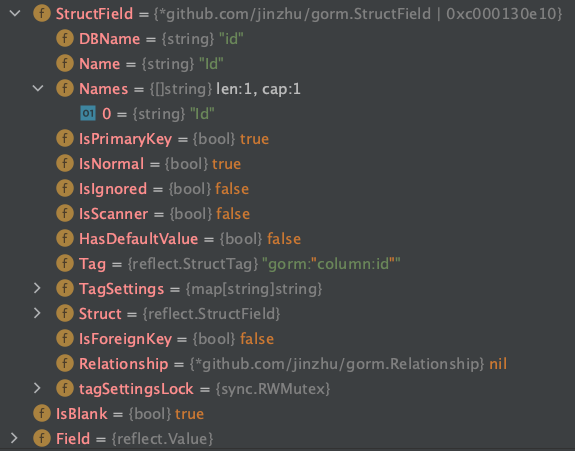 StructField = {*github.com/jinzhu/gorm.StructField | 0xc000130e10}
DBName = {string} "id"
Name = {string} "Id"
Names = {[]string} len:1, cap:1
0 = {string} "Id"
IsPrimaryKey = {bool} true
IsNormal = {bool} true
IsIgnored = {bool} false
IsScanner = {bool} false
HasDefaultValue = {bool} false
Tag = {reflect.StructTag} "gorm:"column:id""
TagSettings = {map[string]string}
Struct = {reflect.StructField}
IsForeignKey = {bool} false
Relationship = {*github.com/jinzhu/gorm.Relationship} nil
tagSettingsLock = {sync.RWMutex}
IsBlank = {bool} true
Field = {reflect.Value}